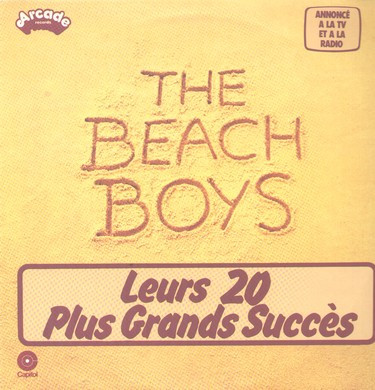 Arcade
records
ANNONCÉ
A LA TV
ET A LA
RADIO
THE
BEACH
BOYS
Leurs 20
Plus Grands Succès
Capitol